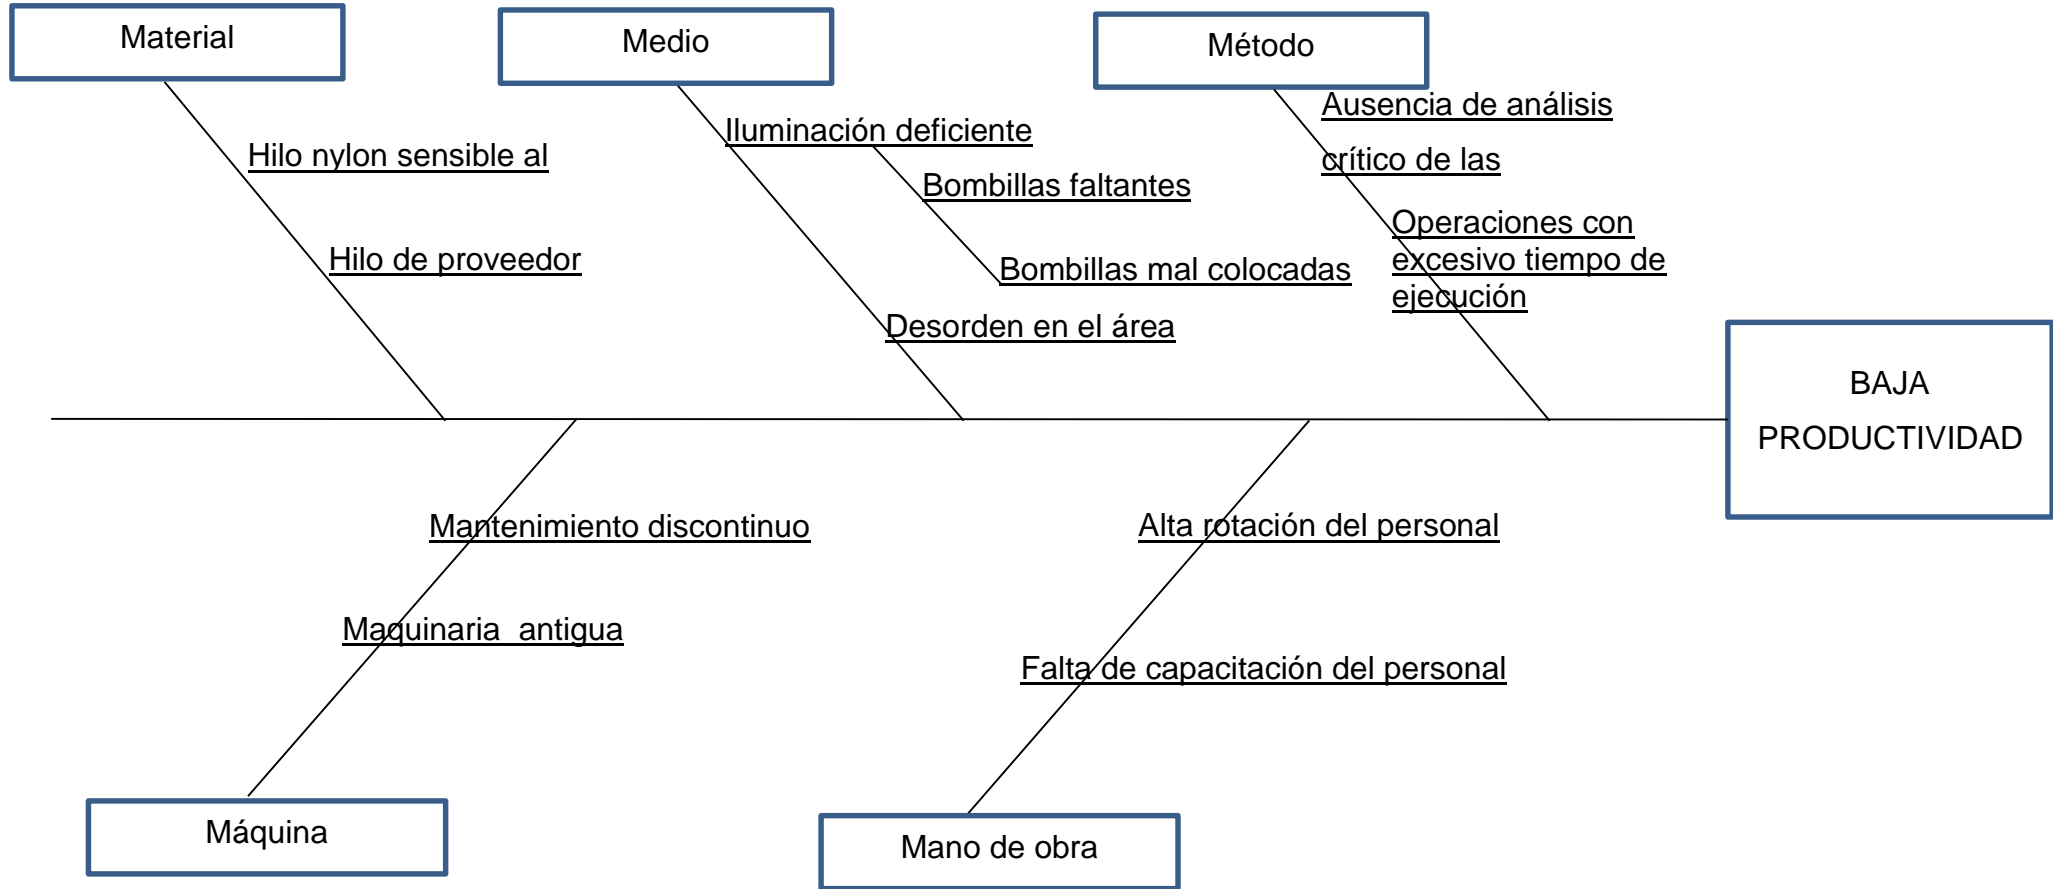 Material
Medio
Método
Ausencia de análisis
crítico de las
Iluminación deficiente
Hilo nylon sensible al
Bombillas faltantes
Operaciones con
excesivo tiempo de
ejecución
Hilo de proveedor
Bombillas mal colocadas
Desorden en el área
BAJA
PRODUCTIVIDAD
Mantenimiento discontinuo
Alta rotación del personal
Maquinaria  antigua
Falta de capacitación del personal
Máquina
Mano de obra